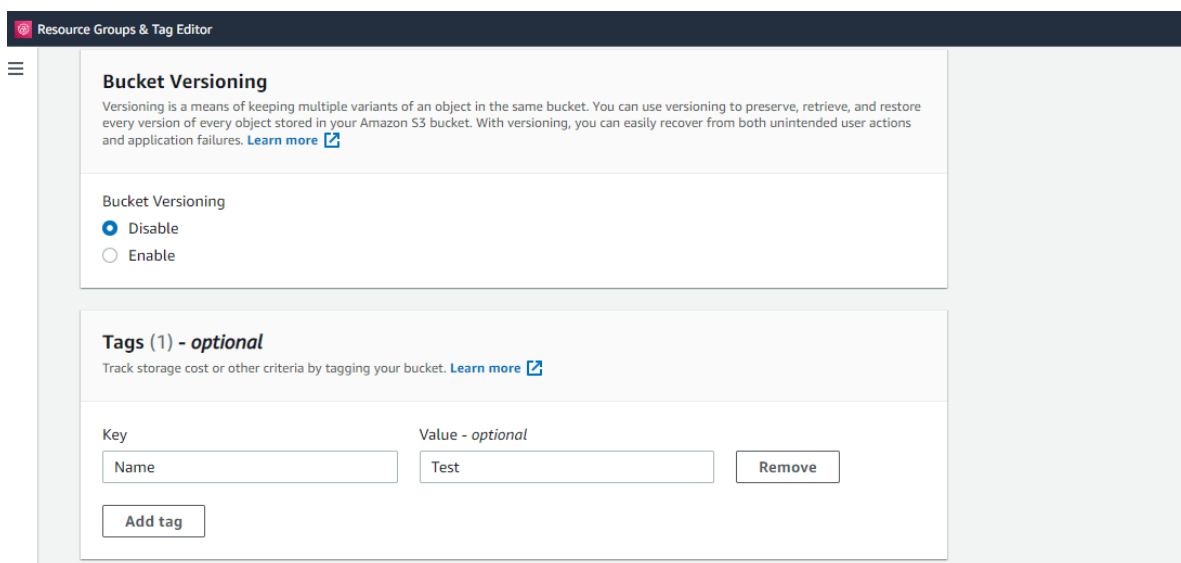 Resource Groups & Tag Editor
Bucket Versioning
Versioning is a means of keeping multiple variants of an object in the same bucket. You can use versioning to preserve, retrieve, and restore
every version of every object stored in your Amazon S3 bucket. With versioning, you can easily recover from both unintended user actions
and application failures. Learn more
Bucket Versioning
Disable
Enable
Tags (1) - optional
Track storage cost or other criteria by tagging your bucket. Learn more
Key Value - optional
Name Test Remove
Add tag